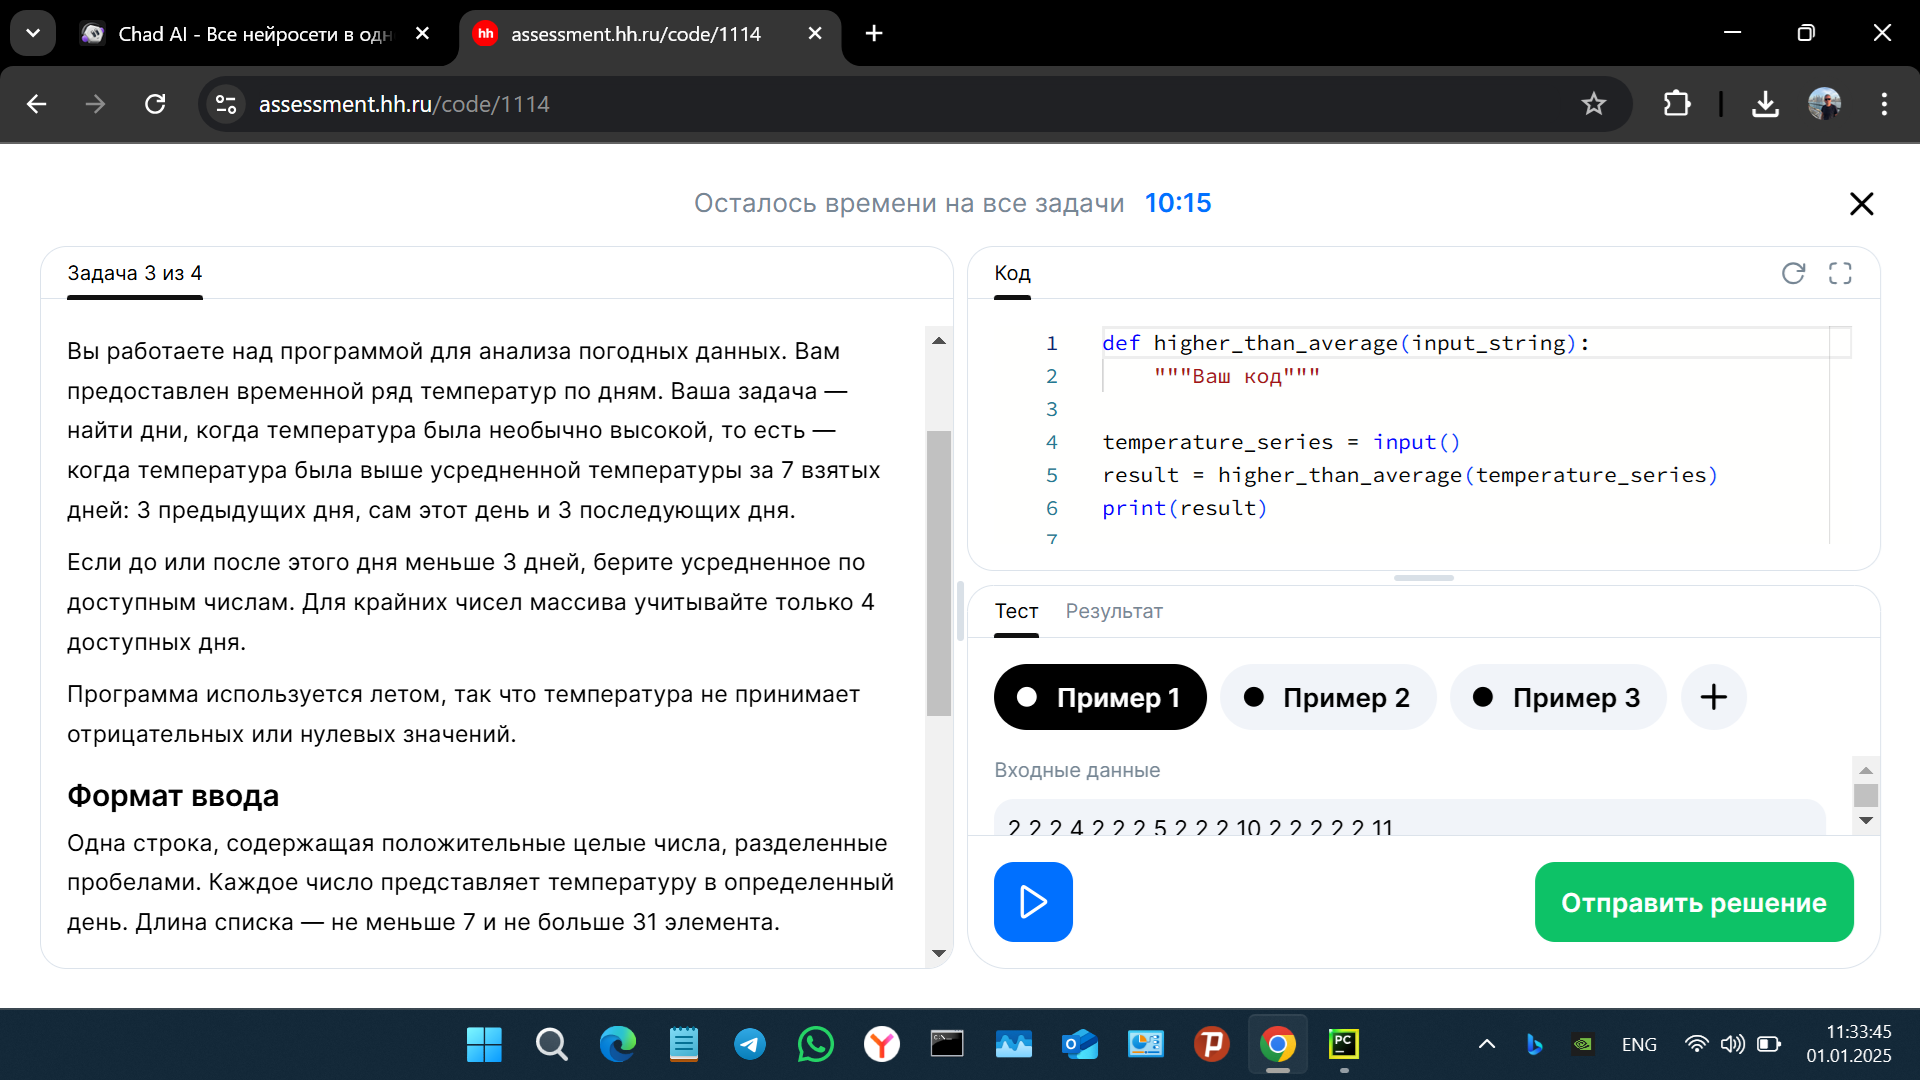 Chad AI - Все нейросети в одн
assessment.hh.ru/code/1114
assessment.hh.ru/code/1114
Осталось времени на все задачи 10:15
Задача 3 из 4
Вы работаете над программой для анализа погодных данных. Вам
предоставлен временной ряд температур по дням. Ваша задача —
найти дни, когда температура была необычно высокой, то есть —
когда температура была выше усредненной температуры за 7 взятых
дней: 3 предыдущих дня, сам этот день и 3 последующих дня.
Если до или после этого дня меньше 3 дней, берите усредненное по
доступным числам. Для крайних чисел массива учитывайте только 4
доступных дня.
Программа используется летом, так что температура не принимает
отрицательных или нулевых значений.
Формат ввода
Одна строка, содержащая положительные целые числа, разделенные
пробелами. Каждое число представляет температуру в определенный
день. Длина списка — не меньше 7 и не больше 31 элемента.
Код
1 def higher_than_average(input_string):
2 """Ваш код"""
3
4 temperature_series = input()
5 result = higher_than_average(temperature_series)
6 print(result)
7
Тест Результат
Пример 1 Пример 2 Пример 3
Входные данные
2 2 2 4 2 2 2 5 2 2 2 10 2 2 2 2 2 11
Отправить решение
hh
PC
ENG
11:33:45
01.01.2025